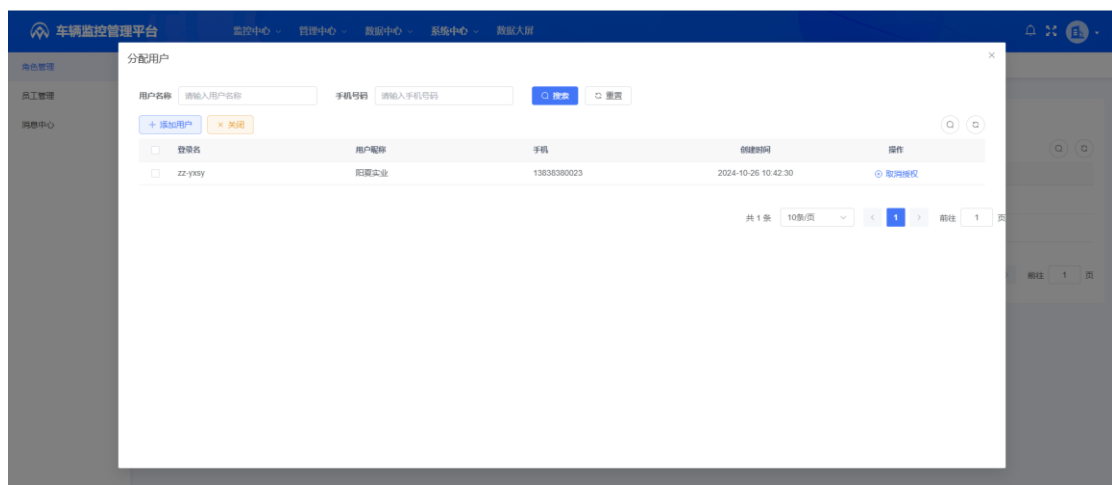 车辆监控管理平台 监控中心 管理中心 数据中心 系统中心 数据大屏
角色管理
员工管理
消息中心
分配用户
用户名称 请输入用户名称 手机号码 请输入手机号码 搜索 重置
添加用户 关闭
登录名 用户昵称 手机 创建时间 操作
zz-yxsy 阳夏实业 13838380023 2024-10-26 10:42:30 取消授权
共 1 条 10条/页 1 前往 1 页
前往 1 页